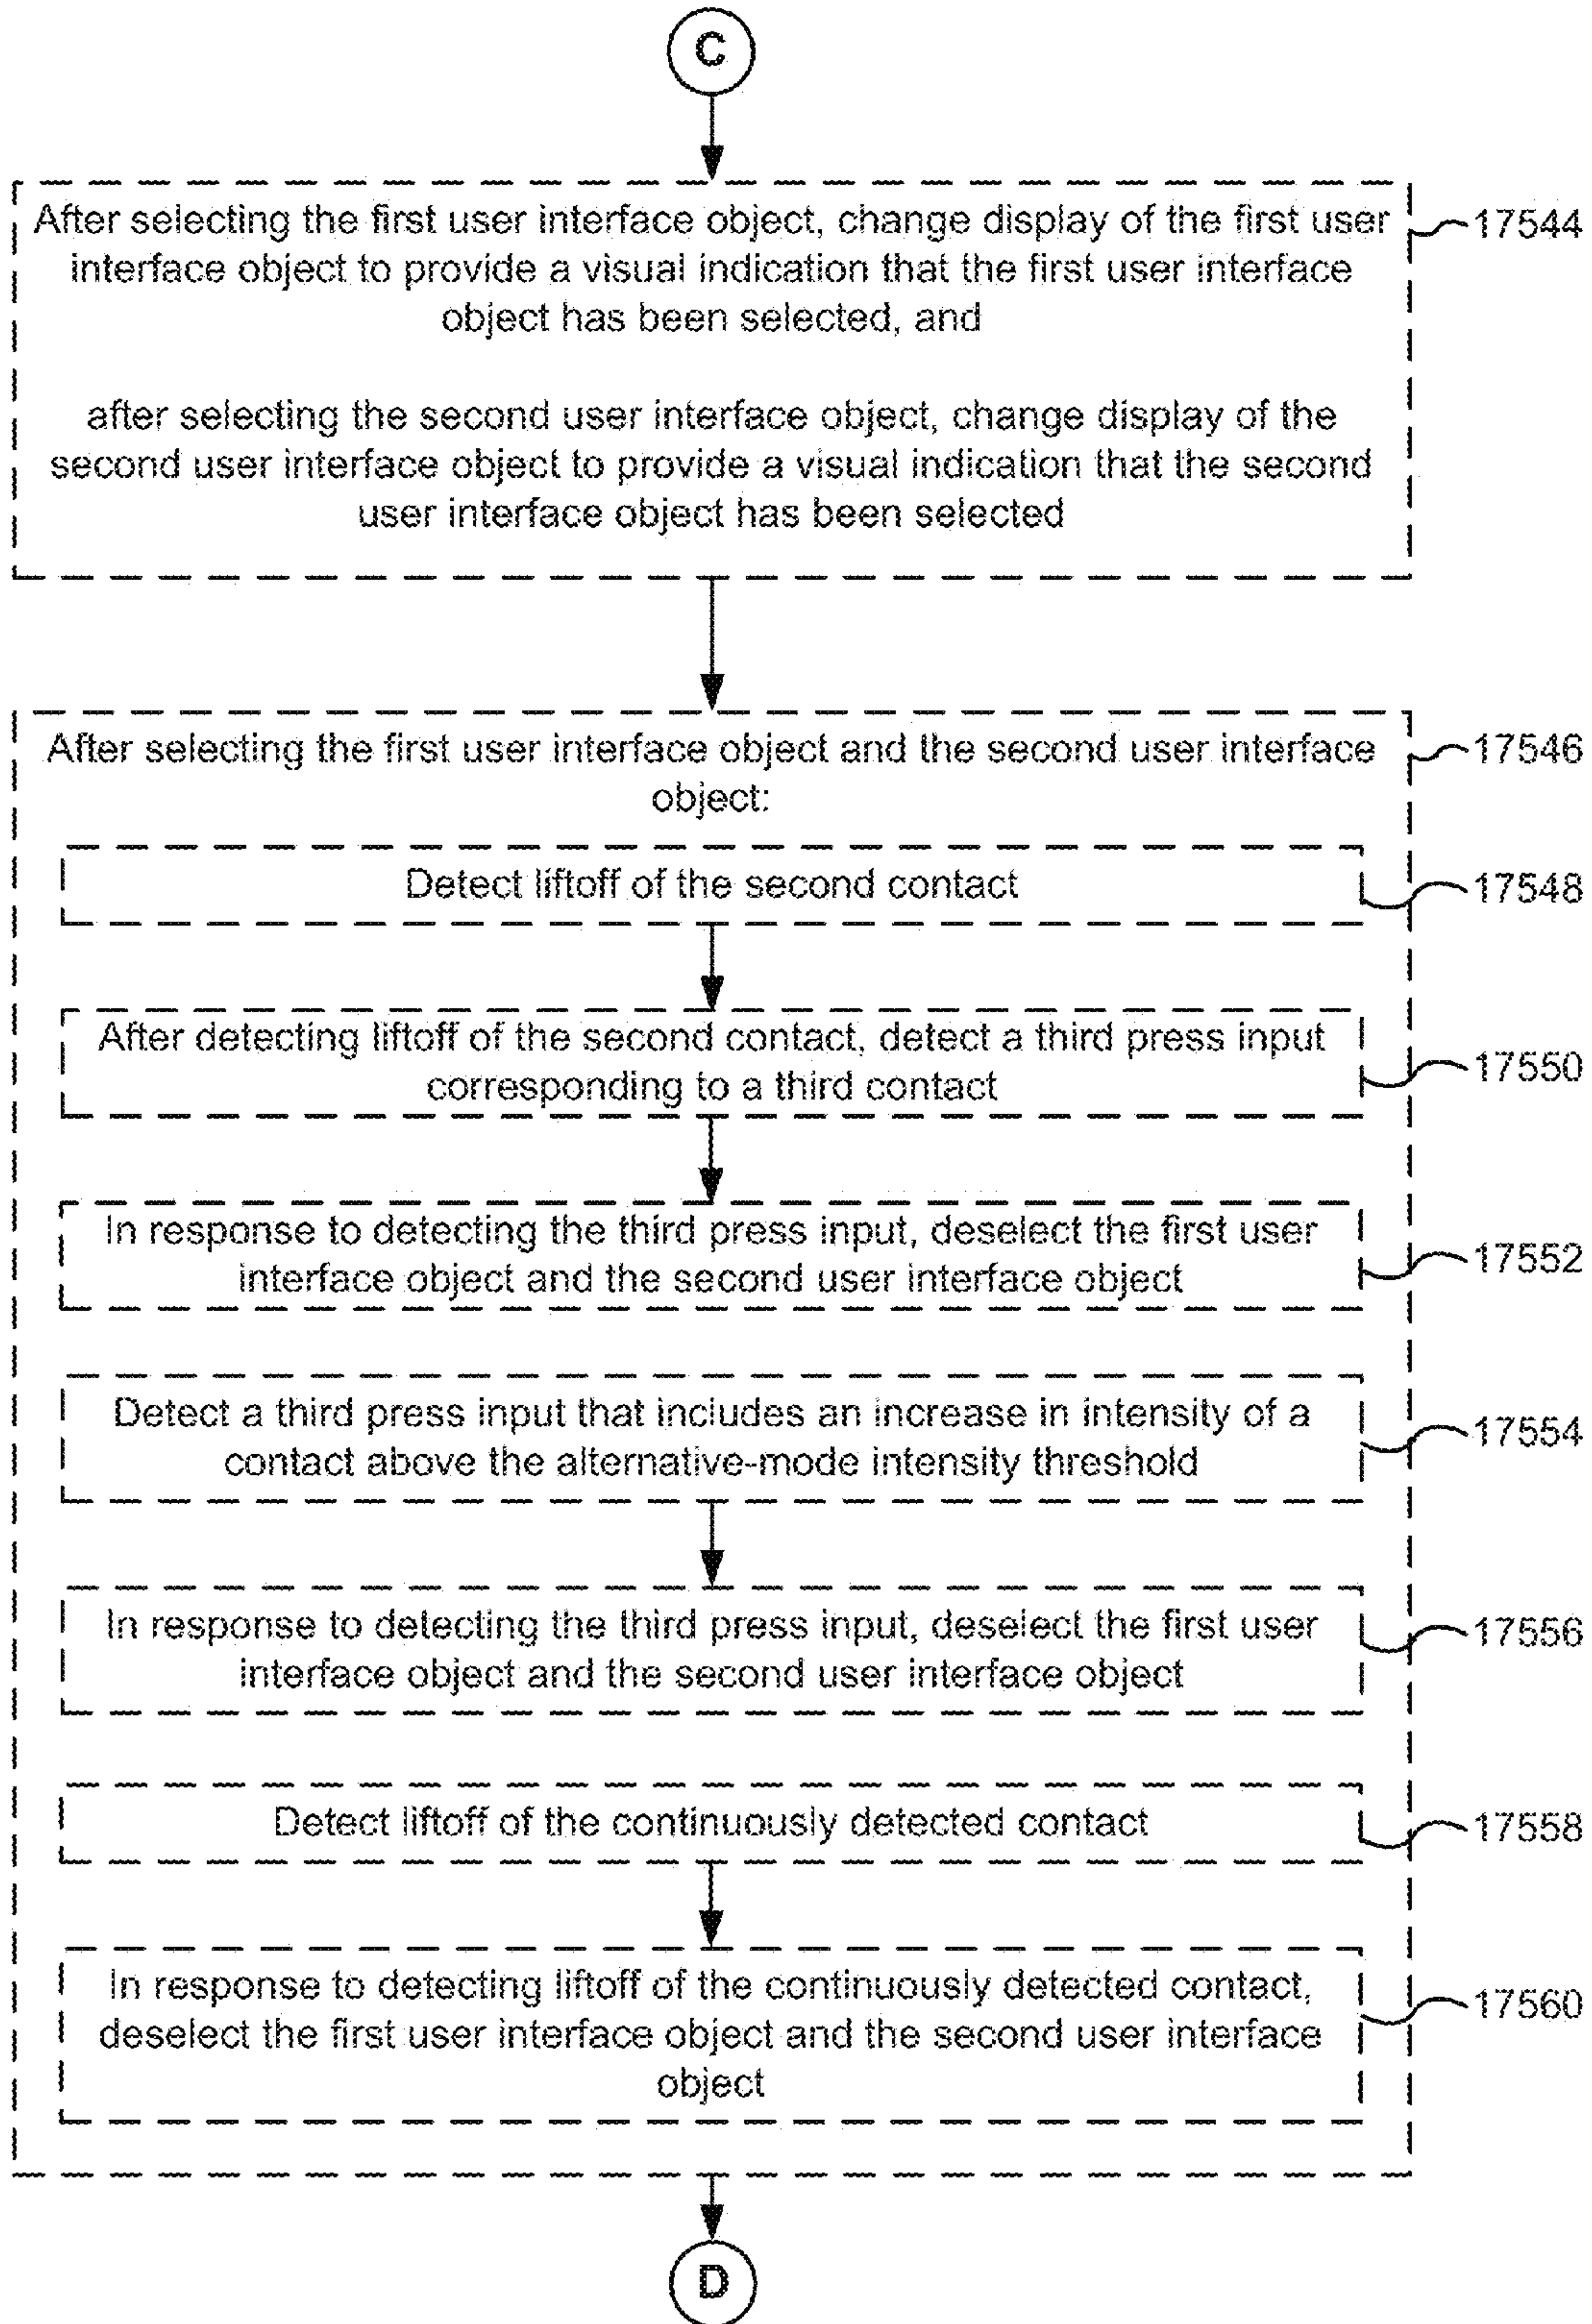 C
After selecting the first user interface object, change display of the first user
interface object to provide a visual indication that the first user interface
object has been selected, and
after selecting the second user interface object, change display of the
second user interface object to provide a visual indication that the second
user interface object has been selected
17544
After selecting the first user interface object and the second user interface
object:
17546
Detect liftoff of the second contact
17548
After detecting liftoff of the second contact, detect a third press input
corresponding to a third contact
17550
In response to detecting the third press input, deselect the first user
interface object and the second user interface object
17552
Detect a third press input that includes an increase in intensity of a
contact above the alternative-mode intensity threshold
17554
In response to detecting the third press input, deselect the first user
interface object and the second user interface object
17556
Detect liftoff of the continuously detected contact
17558
In response to detecting liftoff of the continuously detected contact,
deselect the first user interface object and the second user interface
object
17560
D